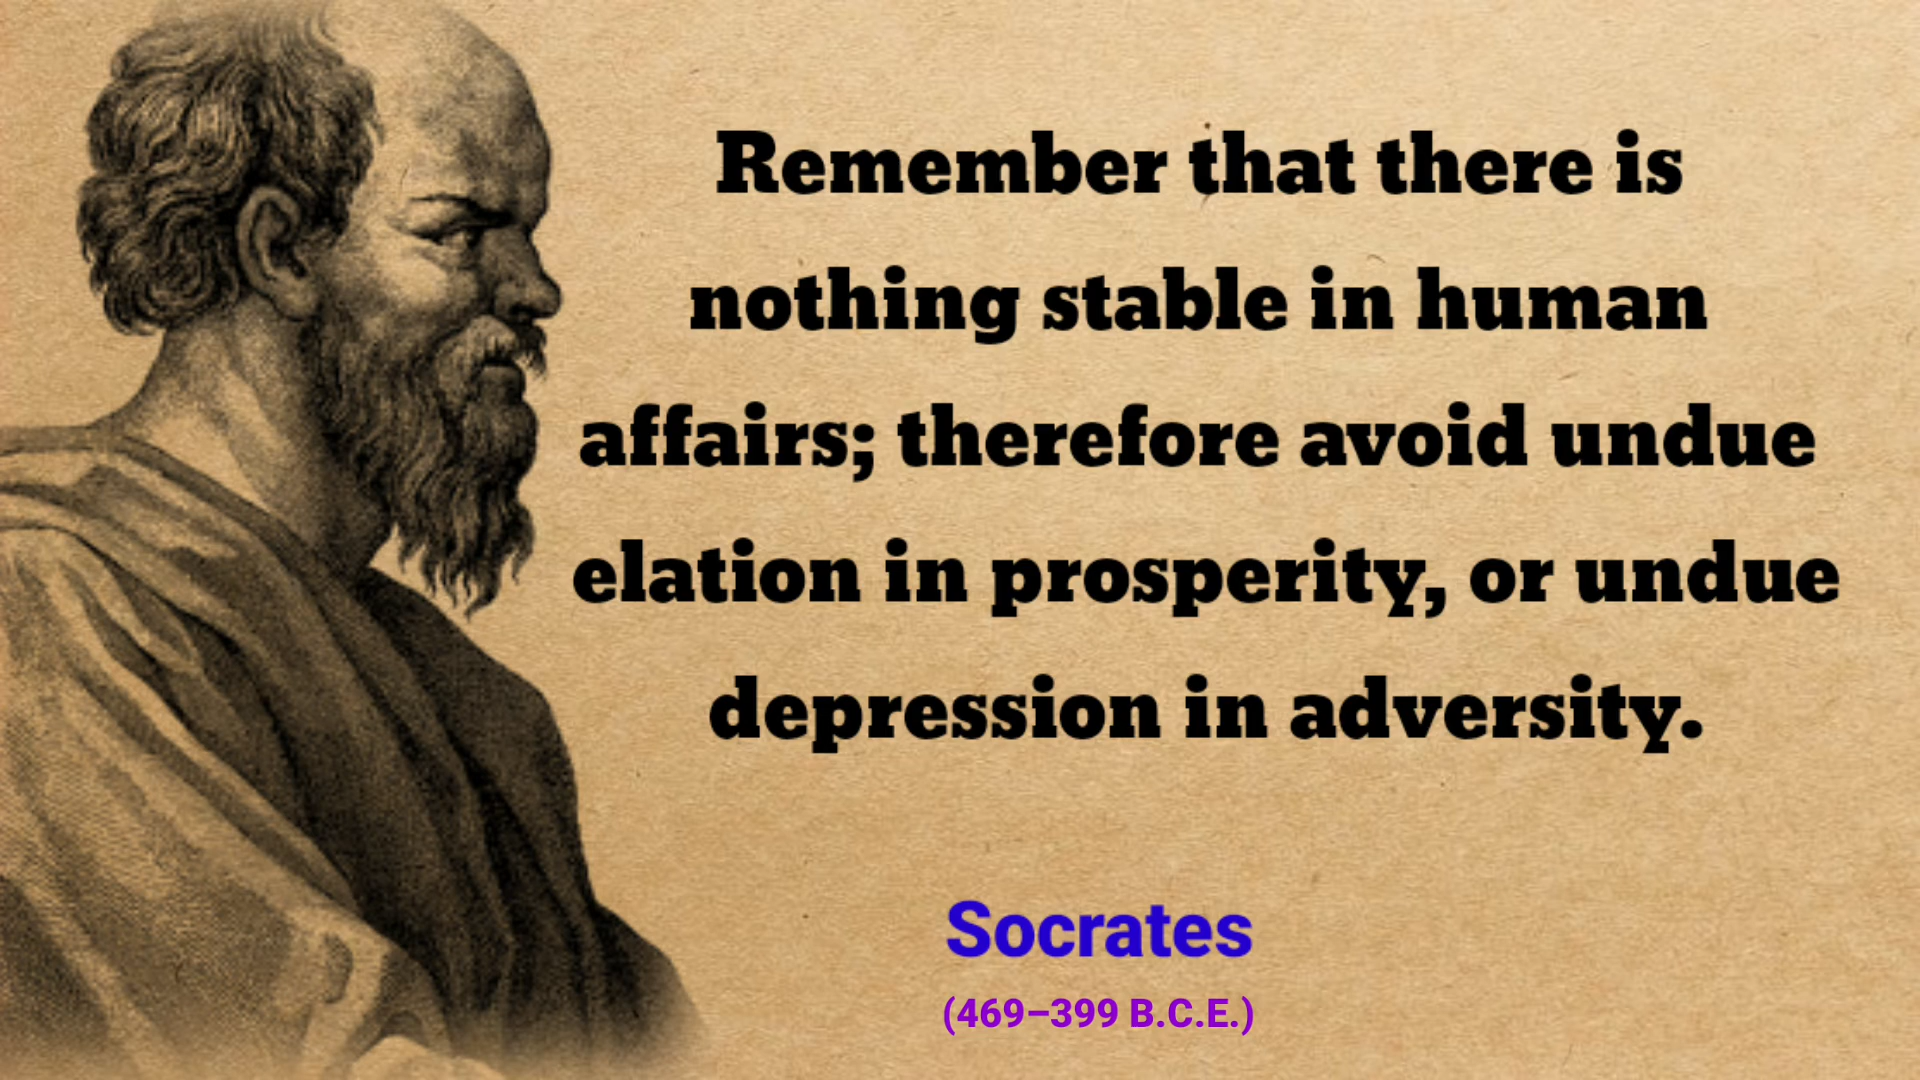 Remember that there is
nothing stable in human
affairs; therefore avoid undue
elation in prosperity, or undue
depression in adversity.
Socrates
(469–399 B.C.E.)